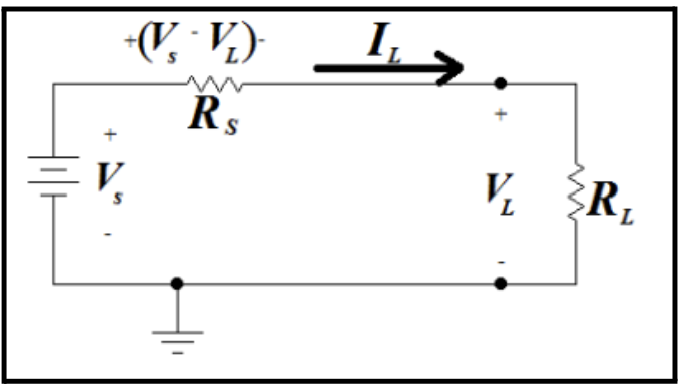 +(Vs - VL)-
IL
RS
+
Vs
-
+
VL
-
RL